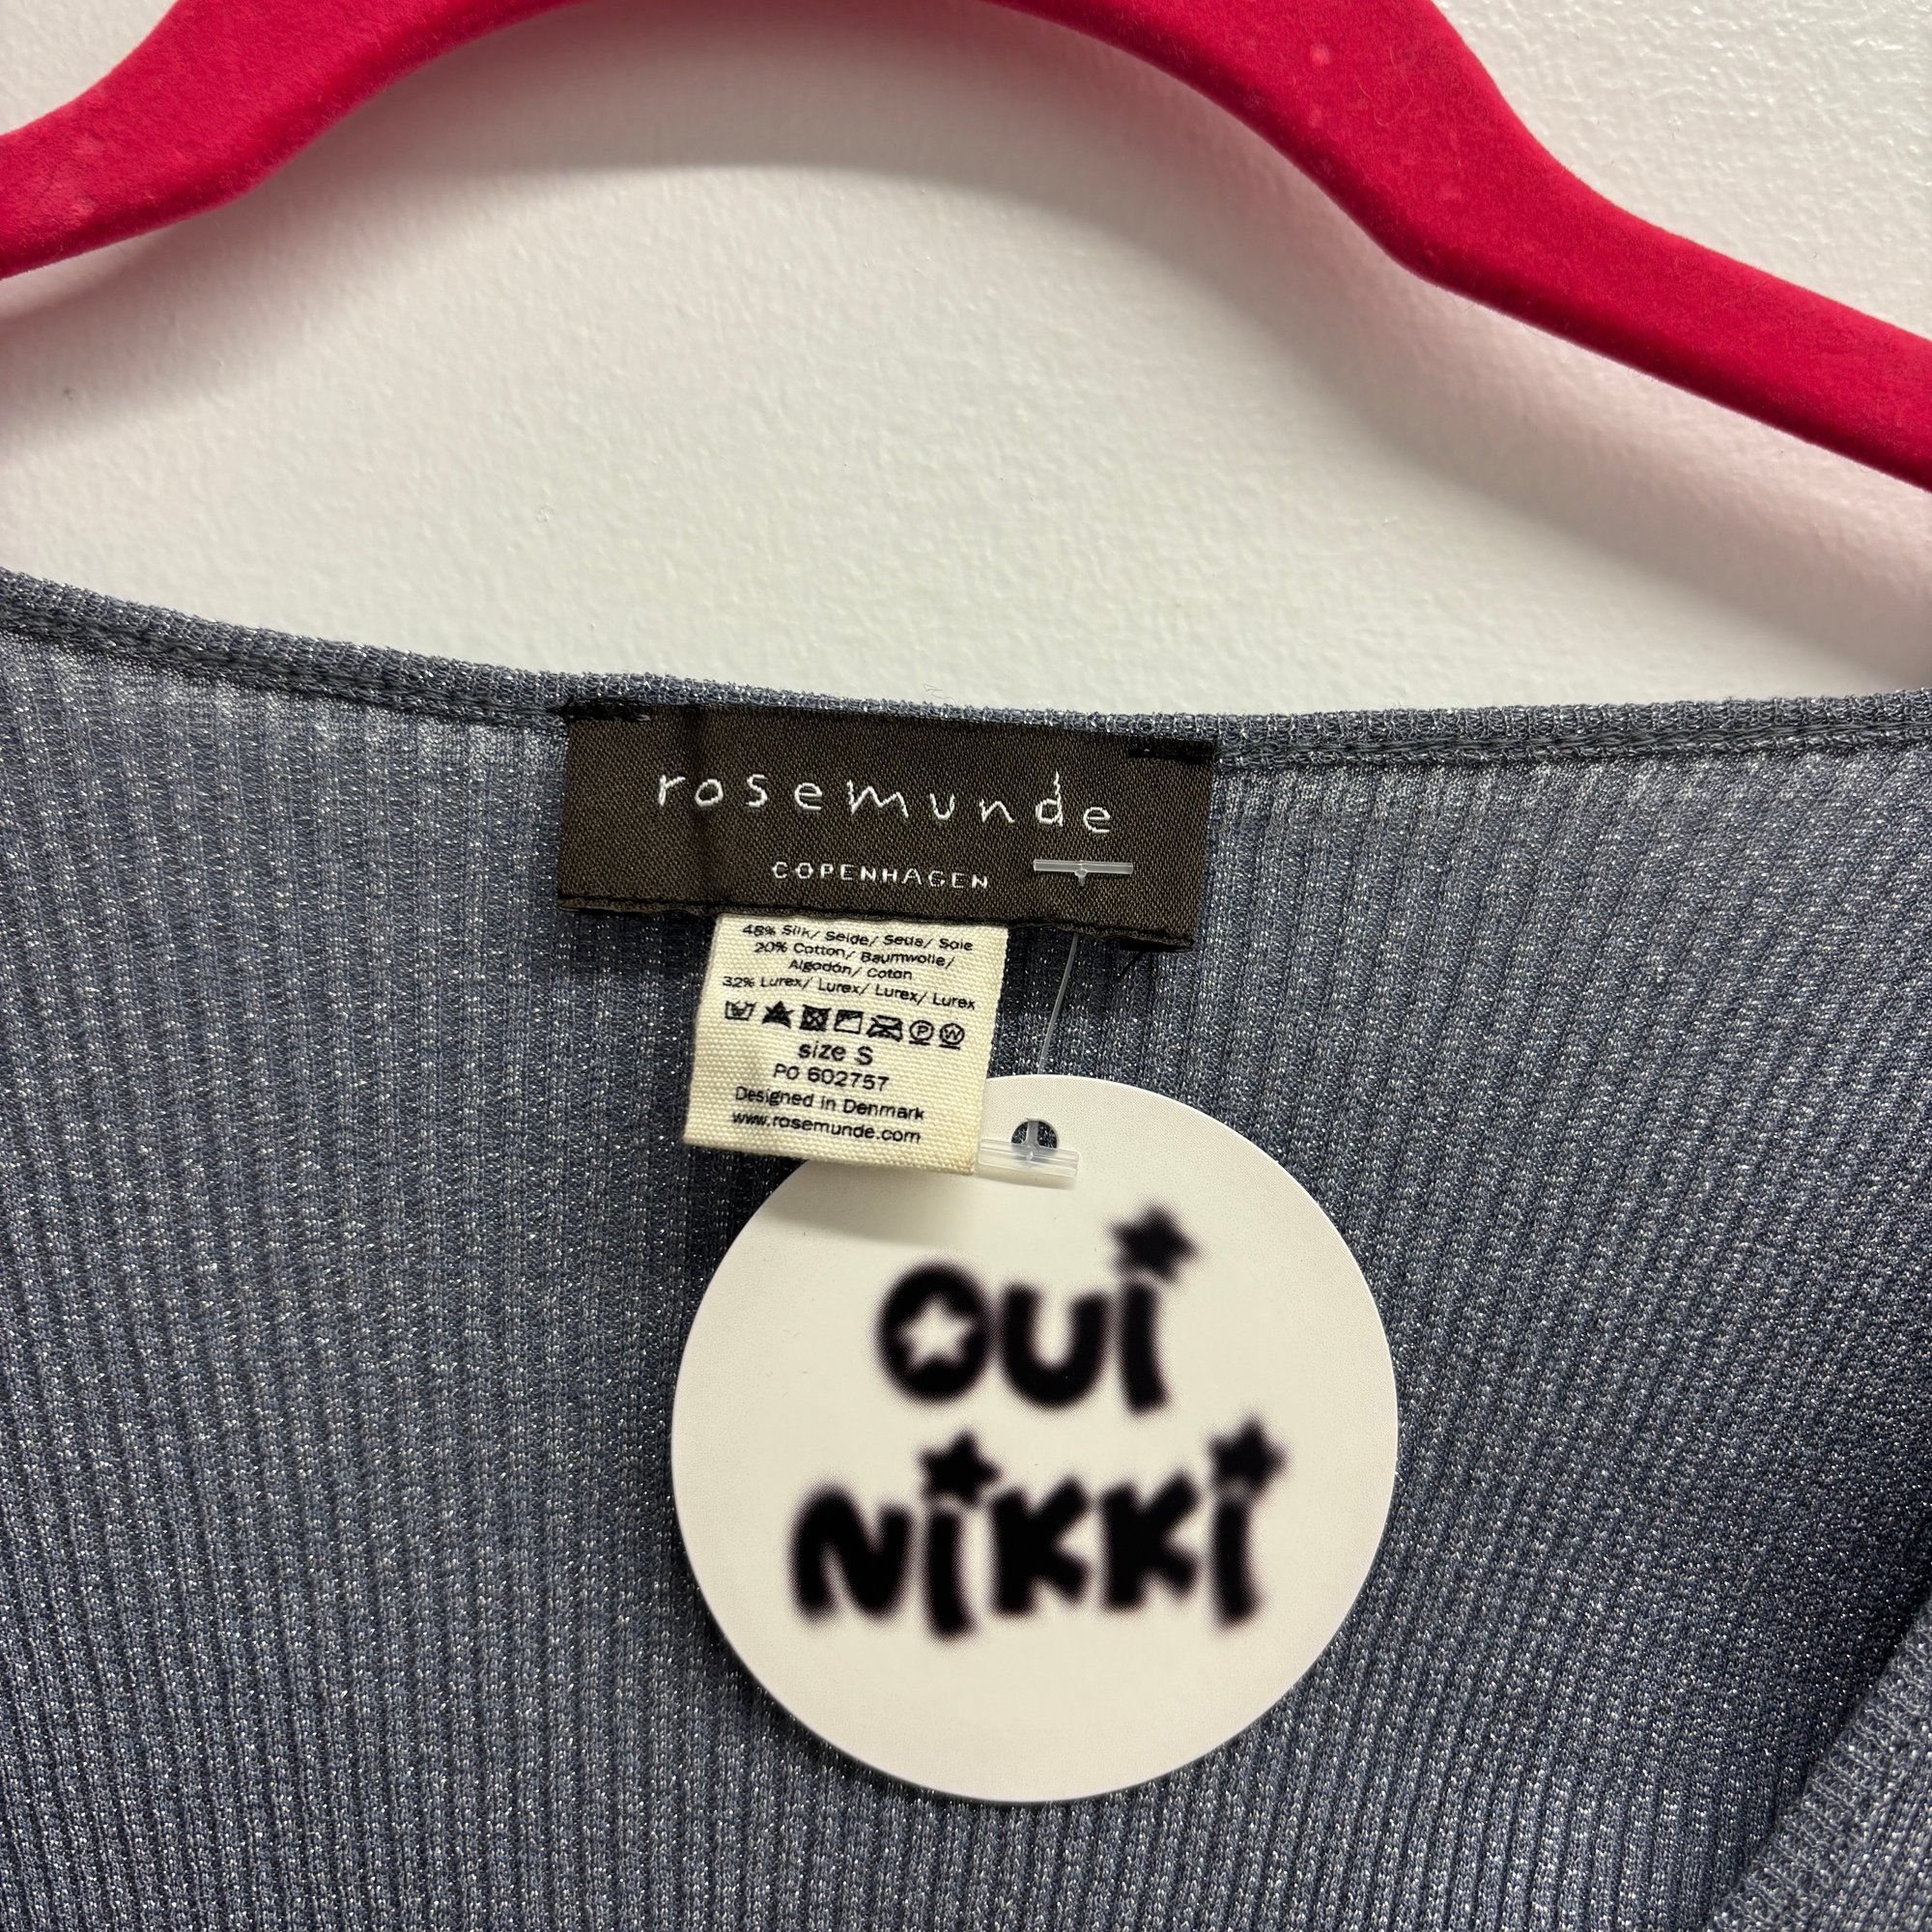 rosemunde
COPENHAGEN
48% Silk/ Seide/ Seda/ Soie
20% Cotton/ Baumwolle/
Algodón/ Coton
32% Lurex/ Lurex/ Lurex/ Lurex
P W
size S
PO 602757
Designed in Denmark
www.rosemunde.com
OUI
NIKKI